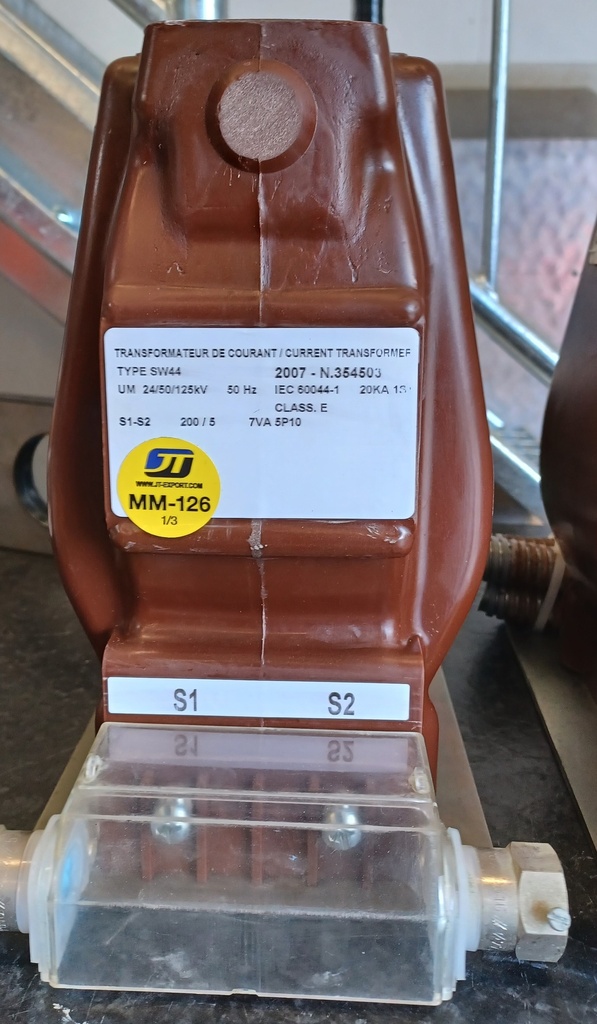 TRANSFORMATEUR DE COURANT / CURRENT TRANSFORMER
TYPE SW44 2007 - N.354503
UM 24/50/125kV 50 Hz IEC 60044-1 20KA 1S
CLASS. E
S1-S2 200 / 5 7VA 5P10
JT
WWW.JT-EXPORT.COM
MM-126
1/3
S1 S2